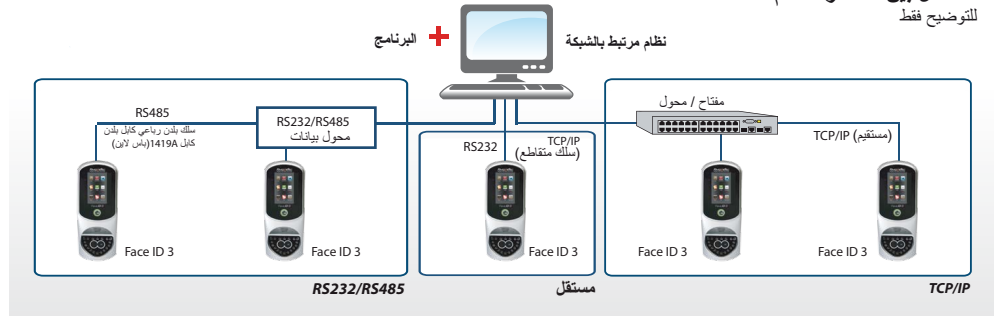 للتوضيح فقط
نظام مرتبط بالشبكة
البرنامج
RS485
سلك بلدن رباعي كابل بلدن
كابل 1419A(باس لاين)
RS232/RS485
محول بيانات
RS232
TCP/IP
(سلك متقاطع)
مفتاح / محول
TCP/IP (مستقيم)
Face ID 3
Face ID 3
Face ID 3
Face ID 3
Face ID 3
RS232/RS485
مستقل
TCP/IP